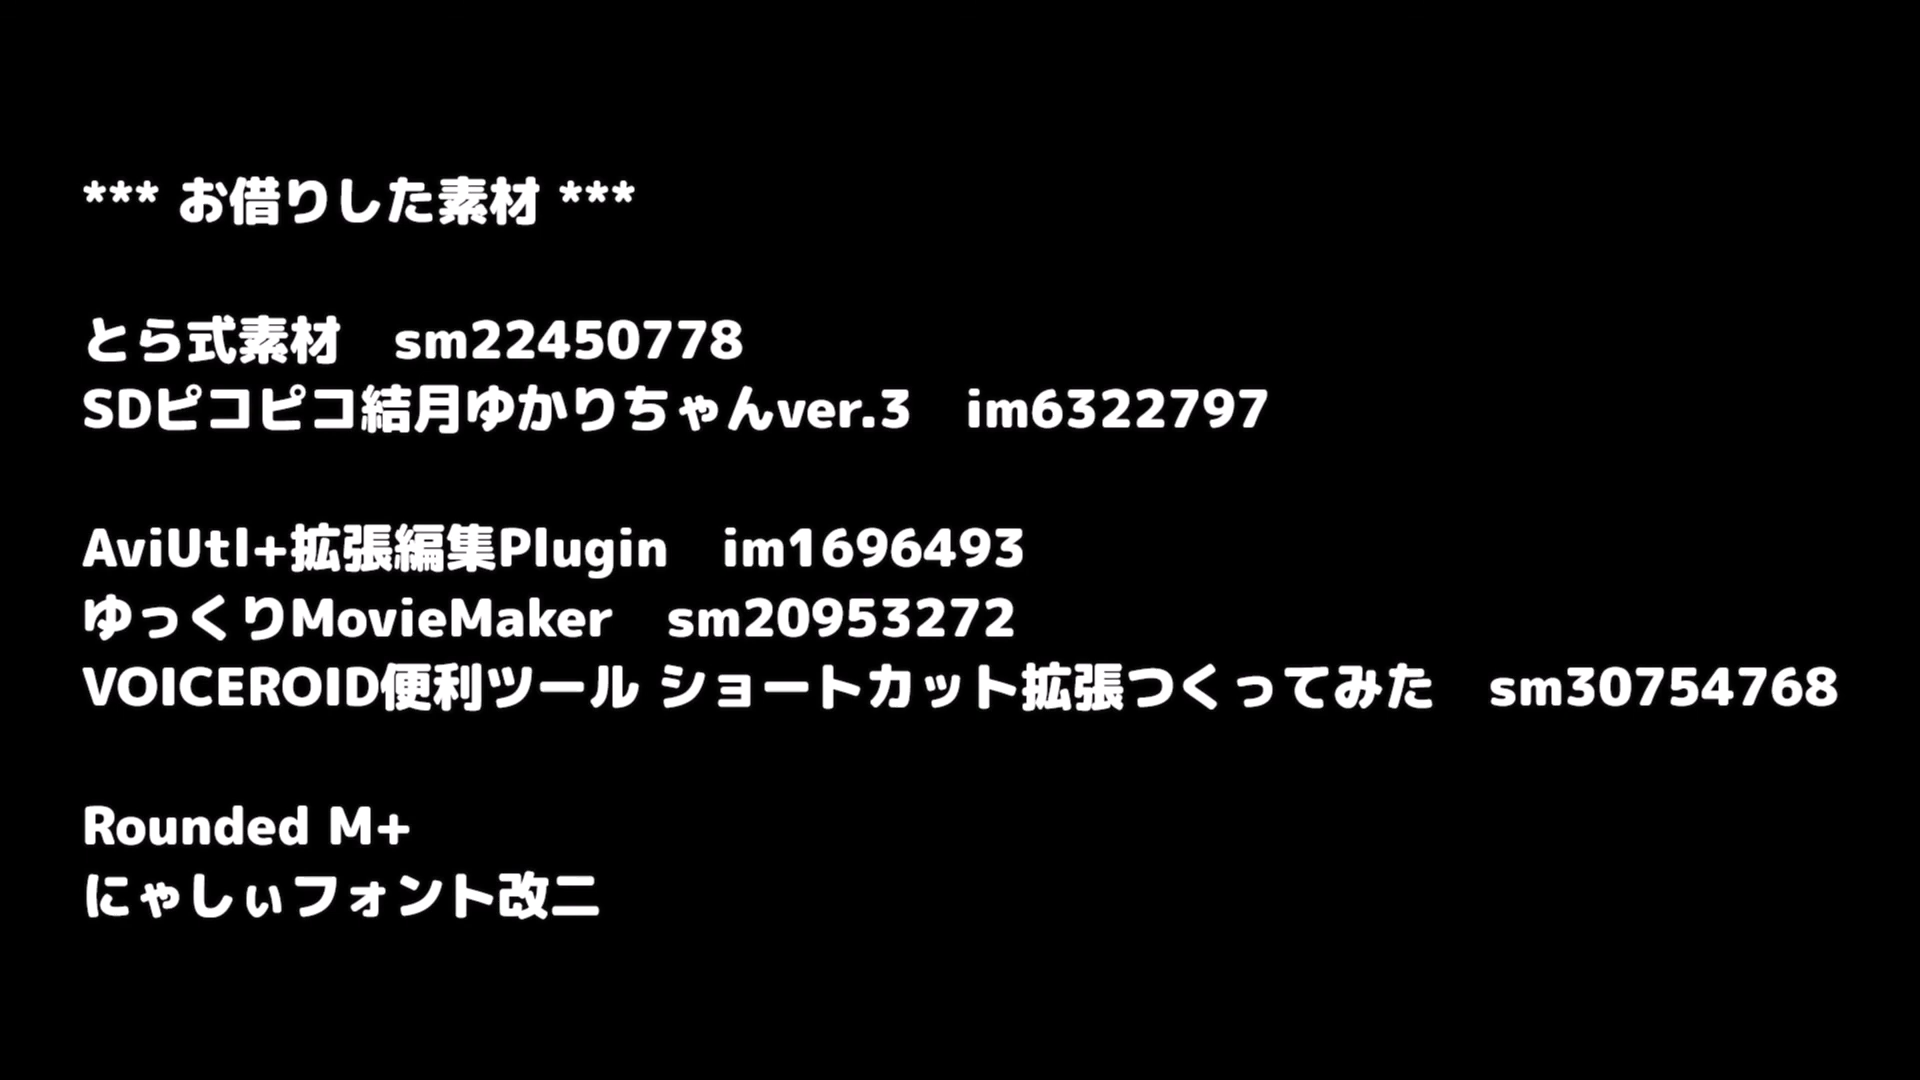 *** お借りした素材 ***
とら式素材　sm22450778
SDピコピコ結月ゆかりちゃんver.3　im6322797
AviUtl+拡張編集Plugin　im1696493
ゆっくりMovieMaker　sm20953272
VOICEROID便利ツール ショートカット拡張つくってみた　sm30754768
Rounded M+
にゃしぃフォント改二